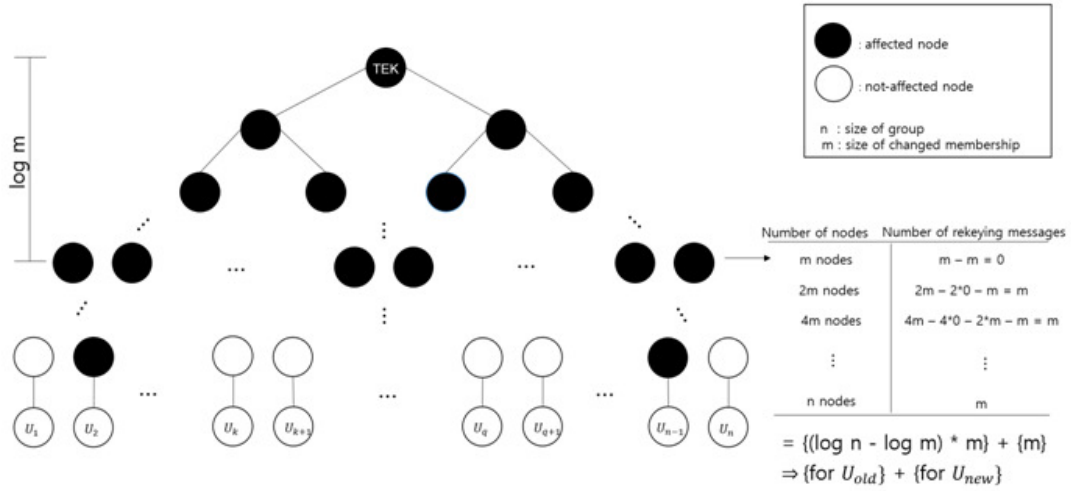 TEK
: affected node
: not-affected node
n : size of group
m : size of changed membership
log m
Number of nodes Number of rekeying messages
m nodes m – m = 0
2m nodes 2m – 2*0 – m = m
4m nodes 4m – 4*0 – 2*m – m = m
⋮ ⋮
n nodes m
= {(log n - log m) * m} + {m}
⇒ {for U_old} + {for U_new}
... ...
... ... ...
U_1 U_2 U_k U_k+1 U_q U_q+1 U_n−1 U_n